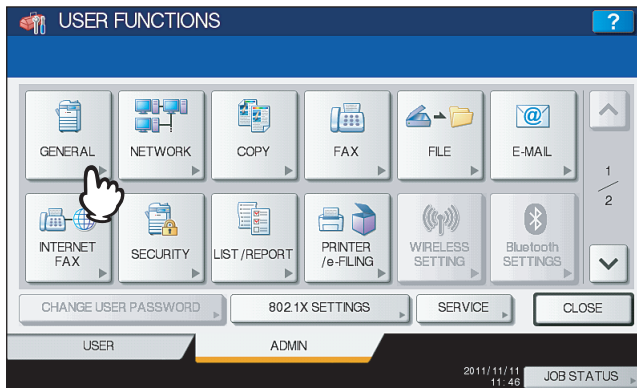 USER FUNCTIONS
?
GENERAL
NETWORK
COPY
FAX
FILE
E-MAIL
1
2
INTERNET
FAX
SECURITY
LIST/REPORT
PRINTER
/e-FILING
WIRELESS
SETTING
Bluetooth
SETTINGS
CHANGE USER PASSWORD
802.1X SETTINGS
SERVICE
CLOSE
USER
ADMIN
2011/11/11
11:46
JOB STATUS